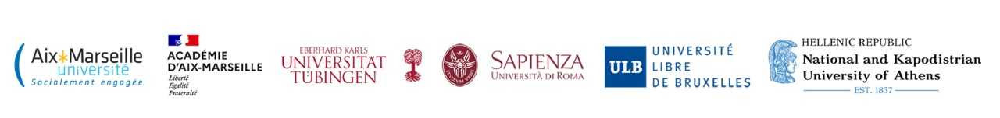 Aix*Marseille
université
Socialement engagée
ACADÉMIE
D'AIX-MARSEILLE
Liberté
Égalité
Fraternité
EBERHARD KARLS
UNIVERSITÄT
TÜBINGEN
SAPIENZA
UNIVERSITÀ DI ROMA
ULB
UNIVERSITÉ
LIBRE
DE BRUXELLES
HELLENIC REPUBLIC
National and Kapodistrian
University of Athens
EST. 1837